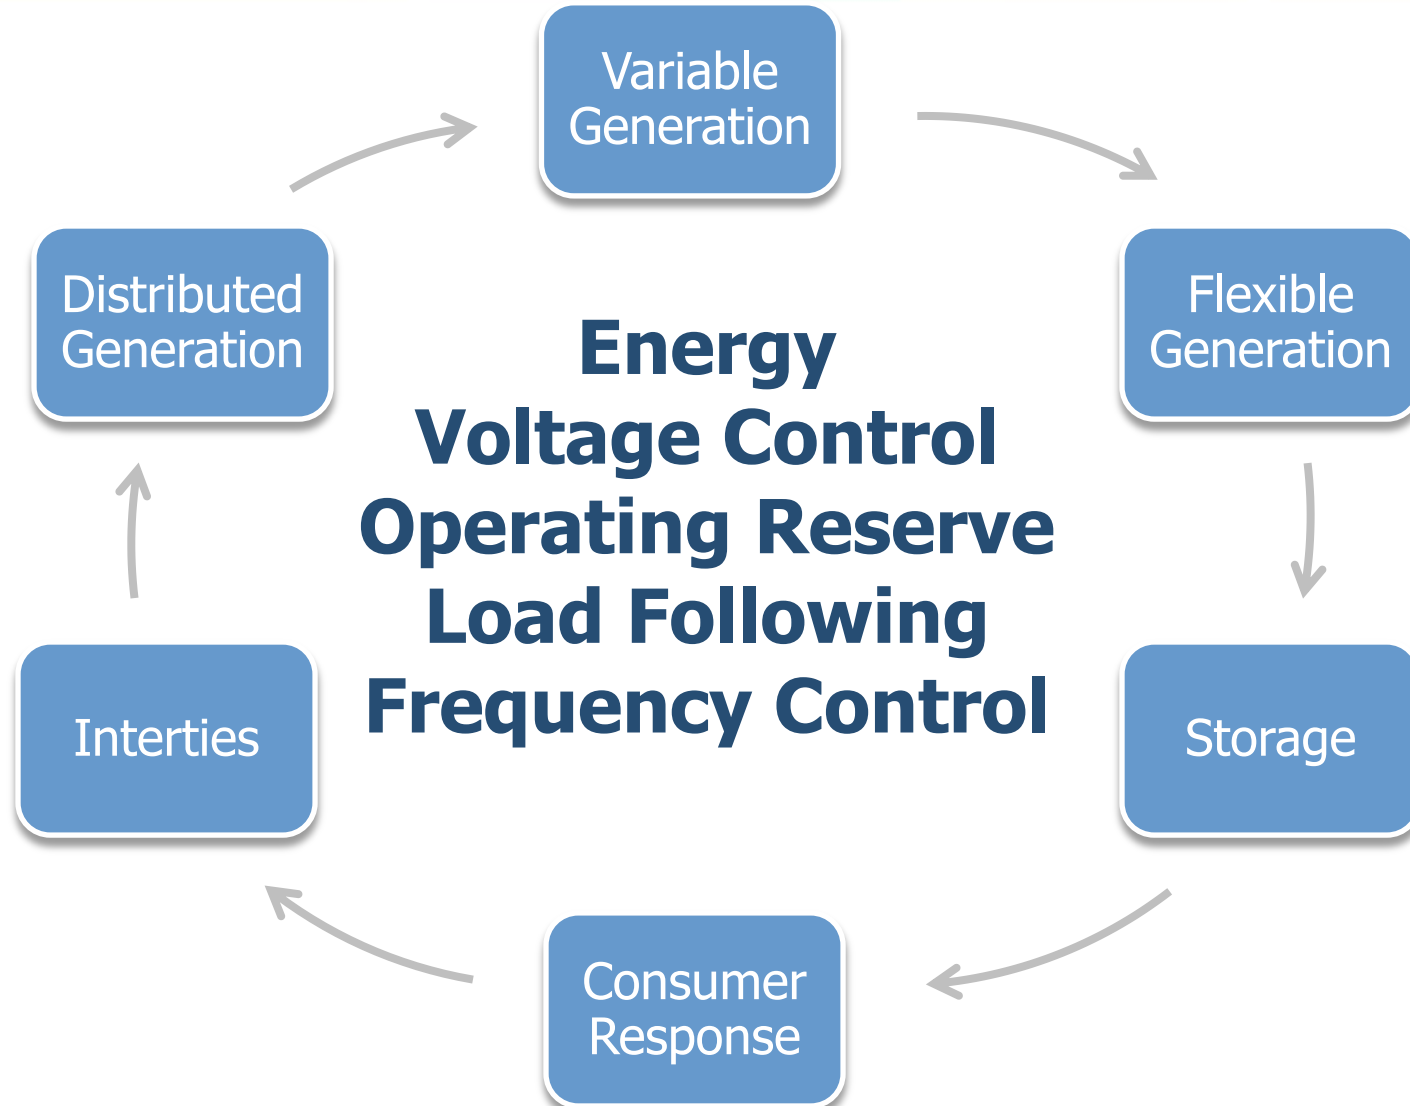 Variable
Generation
Distributed
Generation
Flexible
Generation
Energy
Voltage Control
Operating Reserve
Load Following
Frequency Control
Interties
Storage
Consumer
Response